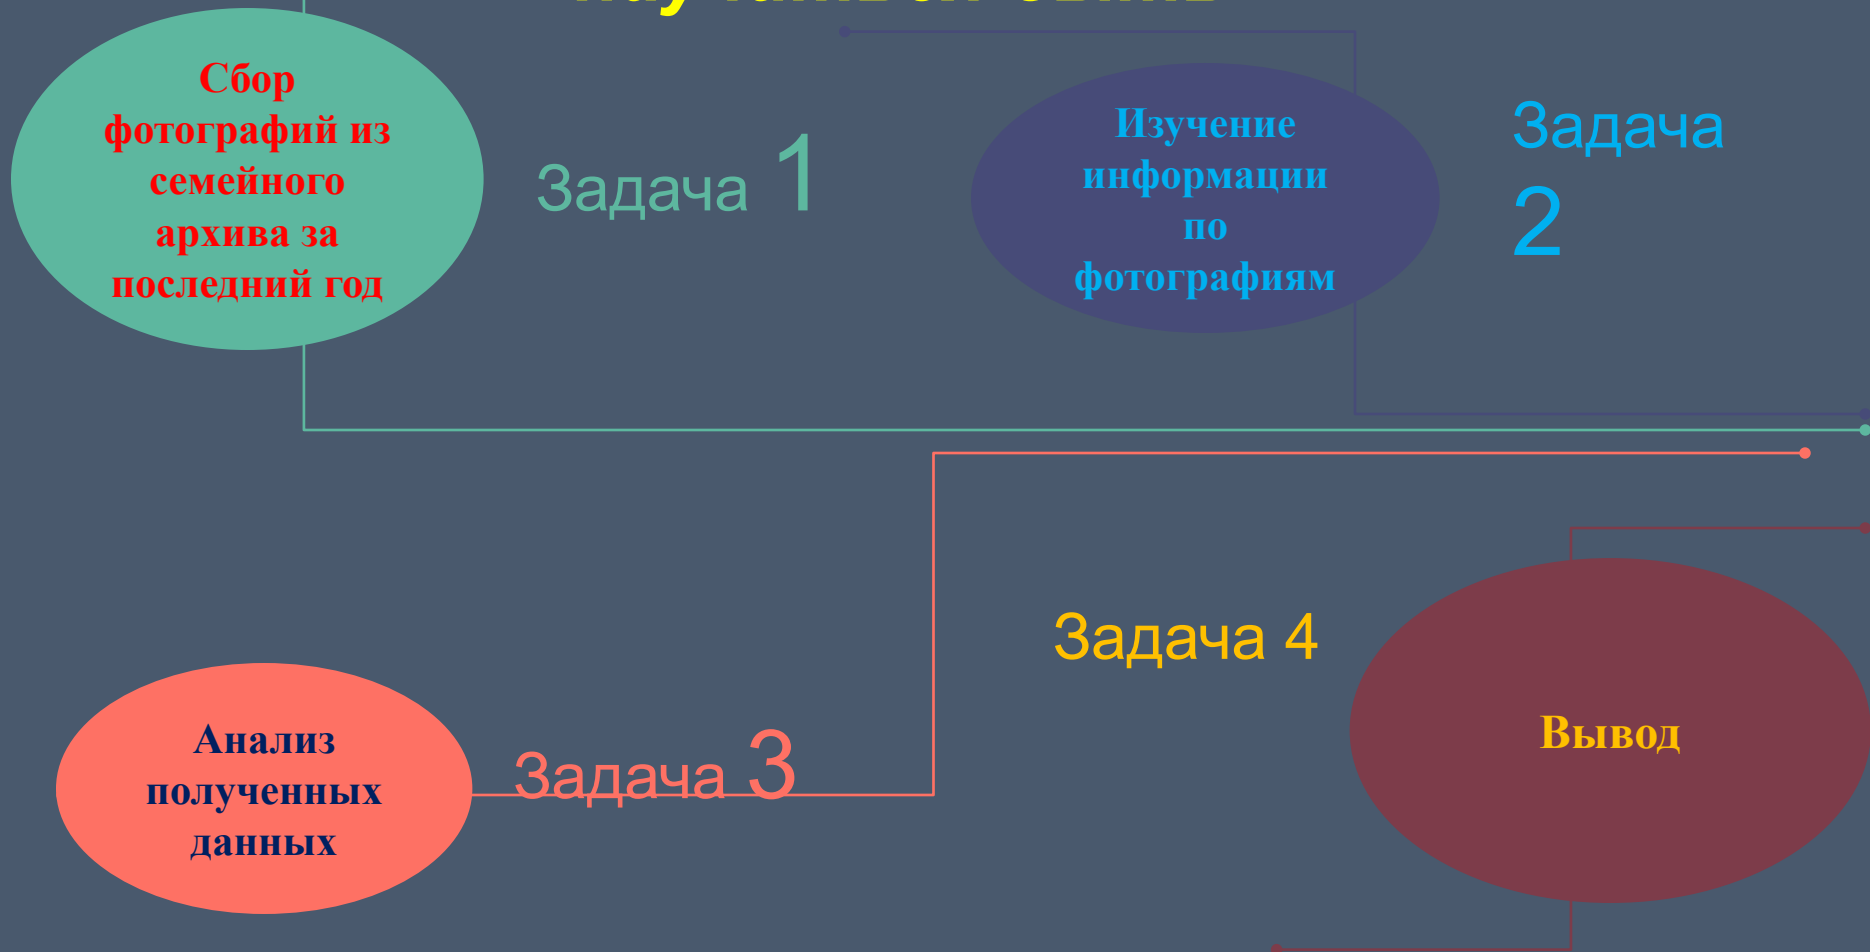 Сбор
фотографий из
семейного
архива за
последний год
Задача 1
Изучение
информации
по
фотографиям
Задача
2
Анализ
полученных
данных
Задача 3
Задача 4
Вывод